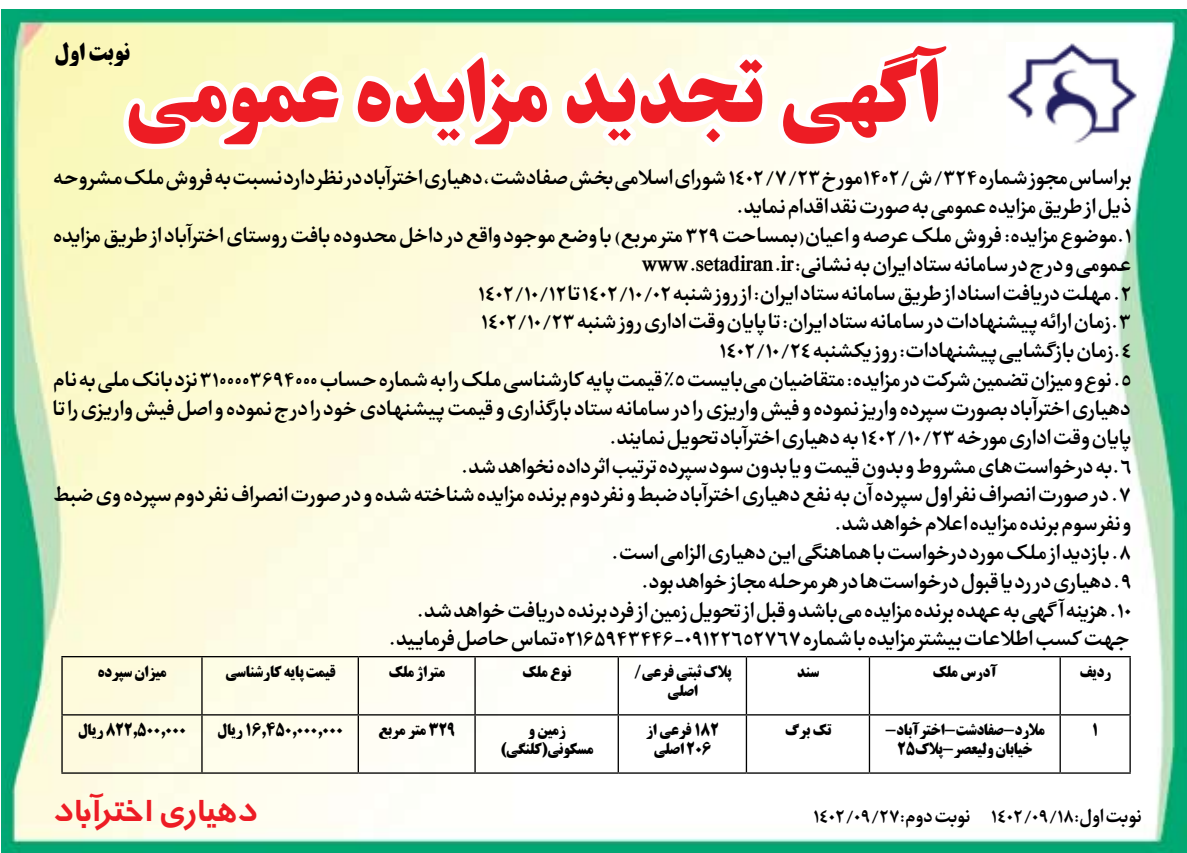 نوبت اول
آگهی تجدید مزایده عمومی
براساس مجوز شماره ۳۲۴/ش/۱۴۰۲مورخ ۱۴۰۲/۷/۲۳ شورای اسلامی بخش صفادشت، دهیاری اخترآباد در نظر دارد نسبت به فروش ملک مشروحه
ذیل از طریق مزایده عمومی به صورت نقد اقدام نماید.
۱.موضوع مزایده: فروش ملک عرصه و اعیان(بمساحت ۳۲۹ متر مربع) با وضع موجود واقع در داخل محدوده بافت روستای اخترآباد از طریق مزایده
عمومی و درج در سامانه ستاد ایران به نشانی:www.setadiran.ir
۲. مهلت دریافت اسناد از طریق سامانه ستاد ایران: از روز شنبه ۱۴۰۲/۱۰/۰۲ تا ۱۴۰۲/۱۰/۱۲
۳.زمان ارائه پیشنهادات در سامانه ستاد ایران: تا پایان وقت اداری روز شنبه ۱۴۰۲/۱۰/۲۳
۴.زمان بازگشایی پیشنهادات: روز یکشنبه ۱۴۰۲/۱۰/۲۴
۵. نوع و میزان تضمین شرکت در مزایده: متقاضیان می بایست ۵٪ قیمت پایه کارشناسی ملک را به شماره حساب ۳۱۰۰۰۰۳۶۹۴۰۰۰ نزد بانک ملی به نام
دهیاری اخترآباد بصورت سپرده واریز نموده و فیش واریزی را در سامانه ستاد بارگذاری و قیمت پیشنهادی خود را درج نموده و اصل فیش واریزی را تا
پایان وقت اداری مورخه ۱۴۰۲/۱۰/۲۳ به دهیاری اخترآباد تحویل نمایند.
۶.به درخواست های مشروط و بدون قیمت و یا بدون سود سپرده ترتیب اثر داده نخواهد شد.
۷. در صورت انصراف نفر اول سپرده آن به نفع دهیاری اخترآباد ضبط و نفر دوم برنده مزایده شناخته شده و در صورت انصراف نفر دوم سپرده وی ضبط
و نفر سوم برنده مزایده اعلام خواهد شد.
۸. بازدید از ملک مورد درخواست با هماهنگی این دهیاری الزامی است.
۹. دهیاری در رد یا قبول درخواست ها در هر مرحله مجاز خواهد بود.
۱۰. هزینه آگهی به عهده برنده مزایده می باشد و قبل از تحویل زمین از فرد برنده دریافت خواهد شد.
جهت کسب اطلاعات بیشتر مزایده با شماره ۰۹۱۲۲۶۵۲۷۶۷-۰۲۱۶۵۹۴۳۴۴۶ تماس حاصل فرمایید.
ردیف آدرس ملک سند پلاک ثبتی فرعی/ اصلی نوع ملک متراژ ملک قیمت پایه کارشناسی میزان سپرده
۱ ملارد–صفادشت–اخترآباد– خیابان ولیعصر–پلاک۲۵ تک برگ ۱۸۲ فرعی از ۲۰۶ اصلی زمین و مسکونی(کلنگی) ۳۲۹ متر مربع ۱۶,۴۵۰,۰۰۰,۰۰۰ ریال ۸۲۲,۵۰۰,۰۰۰ ریال
نوبت اول:۱۴۰۲/۰۹/۱۸ نوبت دوم:۱۴۰۲/۰۹/۲۷
دهیاری اخترآباد